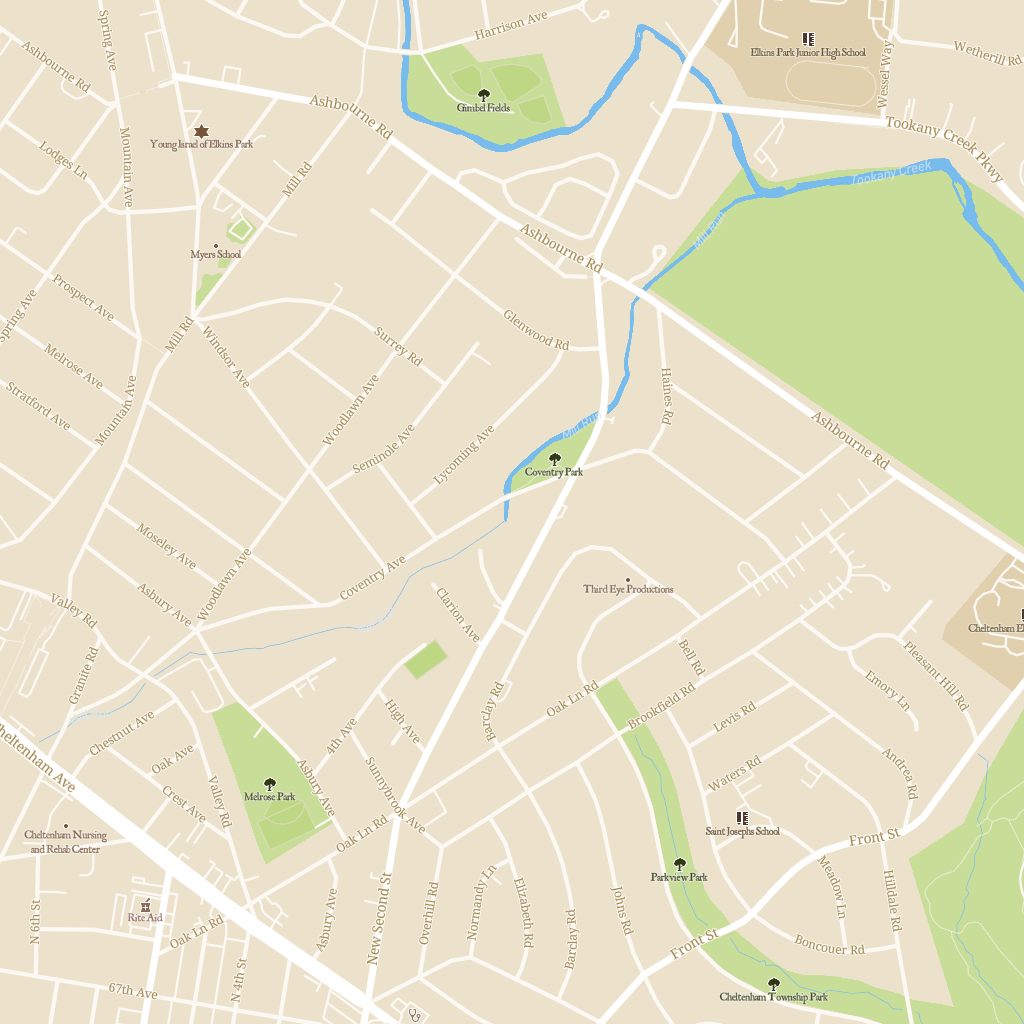 Spring Ave
Harrison Ave
Elkins Park Junior High School
Wetherill Rd
Ashbourne Rd
Wessel Way
Gimbel Fields
Ashbourne Rd
Tookany Creek Pkwy
Young Israel of Elkins Park
Lodges Ln
Mountain Ave
Mill Rd
Tookany Creek
Mill Run
Myers School
Ashbourne Rd
Prospect Ave
Spring Ave
Glenwood Rd
Mill Rd
Windsor Ave
Surrey Rd
Melrose Ave
Stratford Ave
Mountain Ave
Woodlawn Ave
Haines Rd
Seminole Ave
Lycoming Ave
Mill Run
Ashbourne Rd
Coventry Park
Moseley Ave
Woodlawn Ave
Coventry Ave
Asbury Ave
Third Eye Productions
Valley Rd
Clarion Ave
Cheltenham El
Granite Rd
Bell Rd
Pleasant Hill Rd
Emory Ln
Barclay Rd
Oak Ln Rd
Brookfield Rd
Levis Rd
High Ave
4th Ave
Chestnut Ave
Oak Ave
Cheltenham Ave
Asbury Ave
Sunnybrook Ave
Waters Rd
Andrea Rd
Valley Rd
Crest Ave
Melrose Park
Oak Ln Rd
Saint Josephs School
Front St
Cheltenham Nursing
and Rehab Center
Parkview Park
Meadow Ln
Hilldale Rd
Rite Aid
N 6th St
Oak Ln Rd
Asbury Ave
New Second St
Overhill Rd
Normandy Ln
Elizabeth Rd
Barclay Rd
Johns Rd
Front St
Boncouer Rd
67th Ave
N 4th St
Cheltenham Township Park